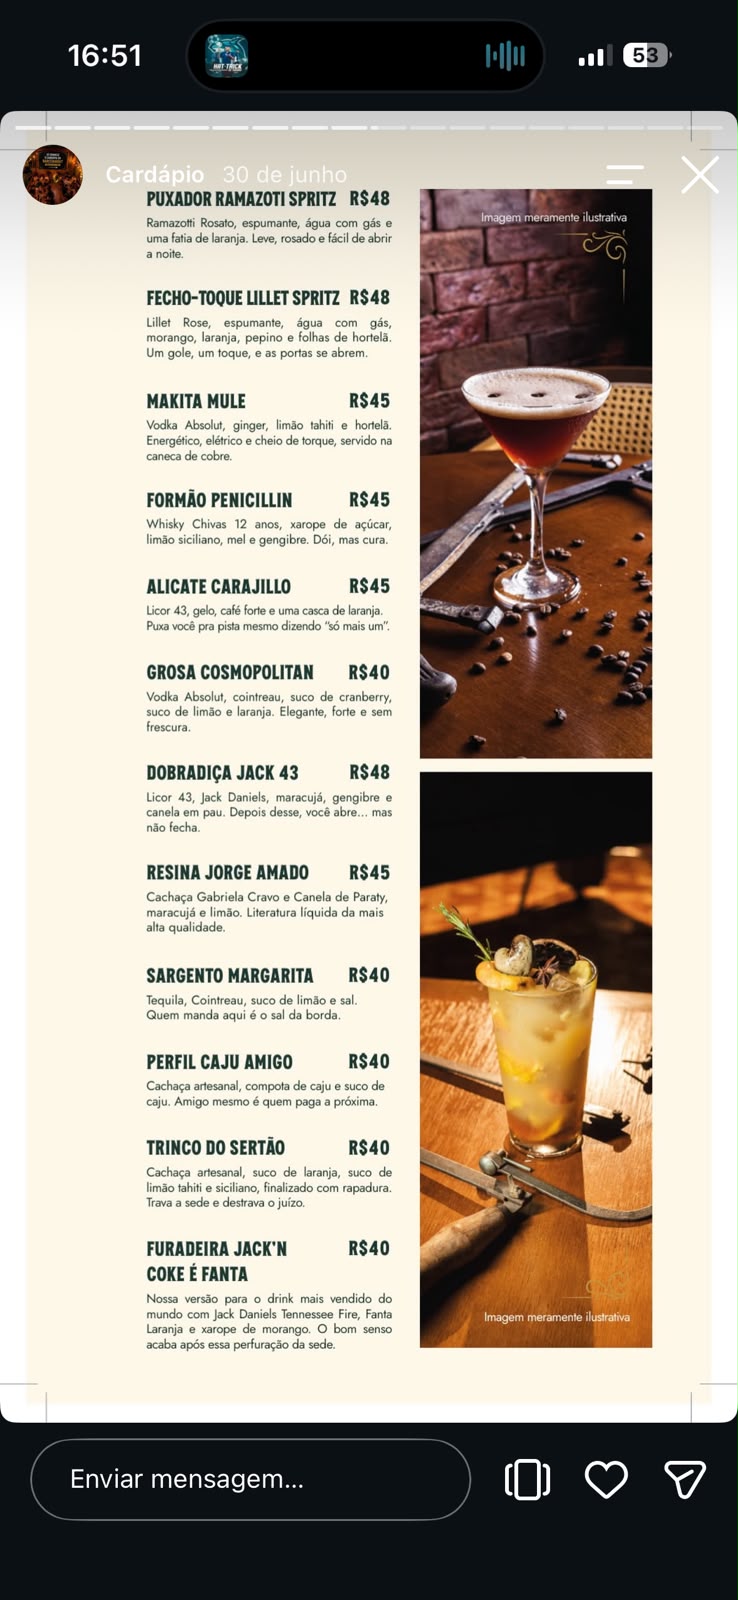 16:51
HAT-TRICK
53
Cardápio 30 de junho
PUXADOR RAMAZOTI SPRITZ R$48
Ramazotti Rosato, espumante, água com gás e
uma fatia de laranja. Leve, rosado e fácil de abrir
a noite.
FECHO-TOQUE LILLET SPRITZ R$48
Lillet Rose, espumante, água com gás,
morango, laranja, pepino e folhas de hortelã.
Um gole, um toque, e as portas se abrem.
MAKITA MULE R$45
Vodka Absolut, ginger, limão tahiti e hortelã.
Energético, elétrico e cheio de torque, servido na
caneca de cobre.
FORMÃO PENICILLIN R$45
Whisky Chivas 12 anos, xarope de açúcar,
limão siciliano, mel e gengibre. Dói, mas cura.
ALICATE CARAJILLO R$45
Licor 43, gelo, café forte e uma casca de laranja.
Puxa você pra pista mesmo dizendo “só mais um”.
GROSA COSMOPOLITAN R$40
Vodka Absolut, cointreau, suco de cranberry,
suco de limão e laranja. Elegante, forte e sem
frescura.
DOBRADIÇA JACK 43 R$48
Licor 43, Jack Daniels, maracujá, gengibre e
canela em pau. Depois desse, você abre... mas
não fecha.
RESINA JORGE AMADO R$45
Cachaça Gabriela Cravo e Canela de Paraty,
maracujá e limão. Literatura líquida da mais
alta qualidade.
SARGENTO MARGARITA R$40
Tequila, Cointreau, suco de limão e sal.
Quem manda aqui é o sal da borda.
PERFIL CAJU AMIGO R$40
Cachaça artesanal, compota de caju e suco de
caju. Amigo mesmo é quem paga a próxima.
TRINCO DO SERTÃO R$40
Cachaça artesanal, suco de laranja, suco de
limão tahiti e siciliano, finalizado com rapadura.
Trava a sede e destrava o juízo.
FURADEIRA JACK'N R$40
COKE É FANTA
Nossa versão para o drink mais vendido do
mundo com Jack Daniels Tennessee Fire, Fanta
Laranja e xarope de morango. O bom senso
acaba após essa perfuração da sede.
Imagem meramente ilustrativa
Imagem meramente ilustrativa
Enviar mensagem...